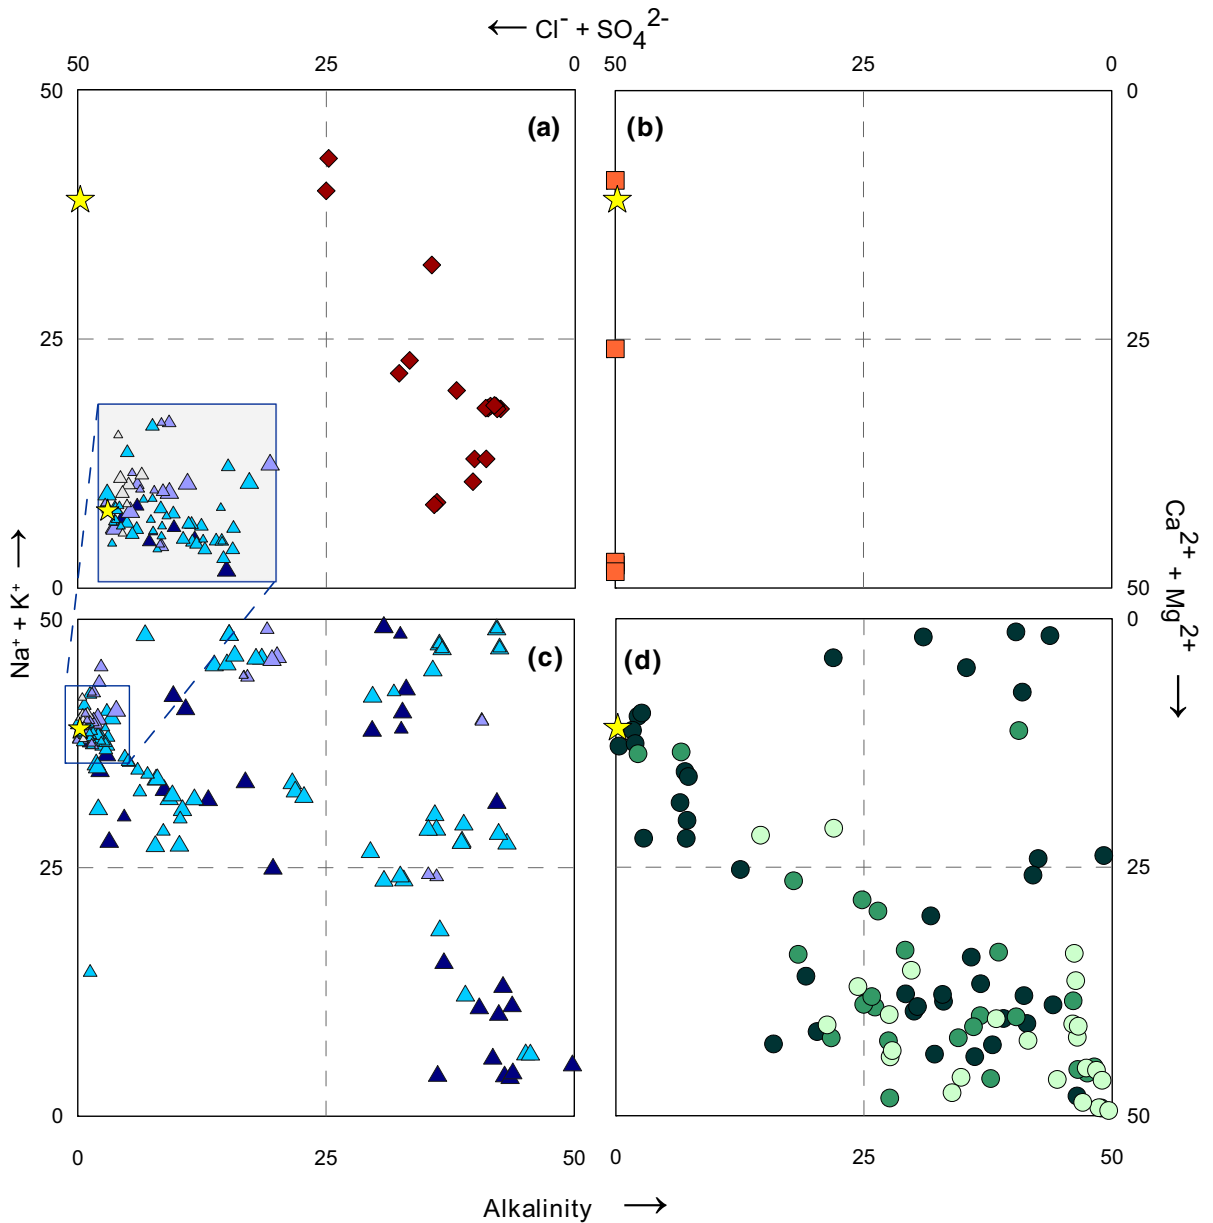 ← Cl⁻ + SO₄²⁻
50 25 0 50 0
50 0
(a) (b)
25 25
0 50
50 0
Na⁺ + K⁺ →
Ca²⁺ + Mg²⁺ →
(c) (d)
25 25
0 50
0 25 50 0 25 50
Alkalinity →